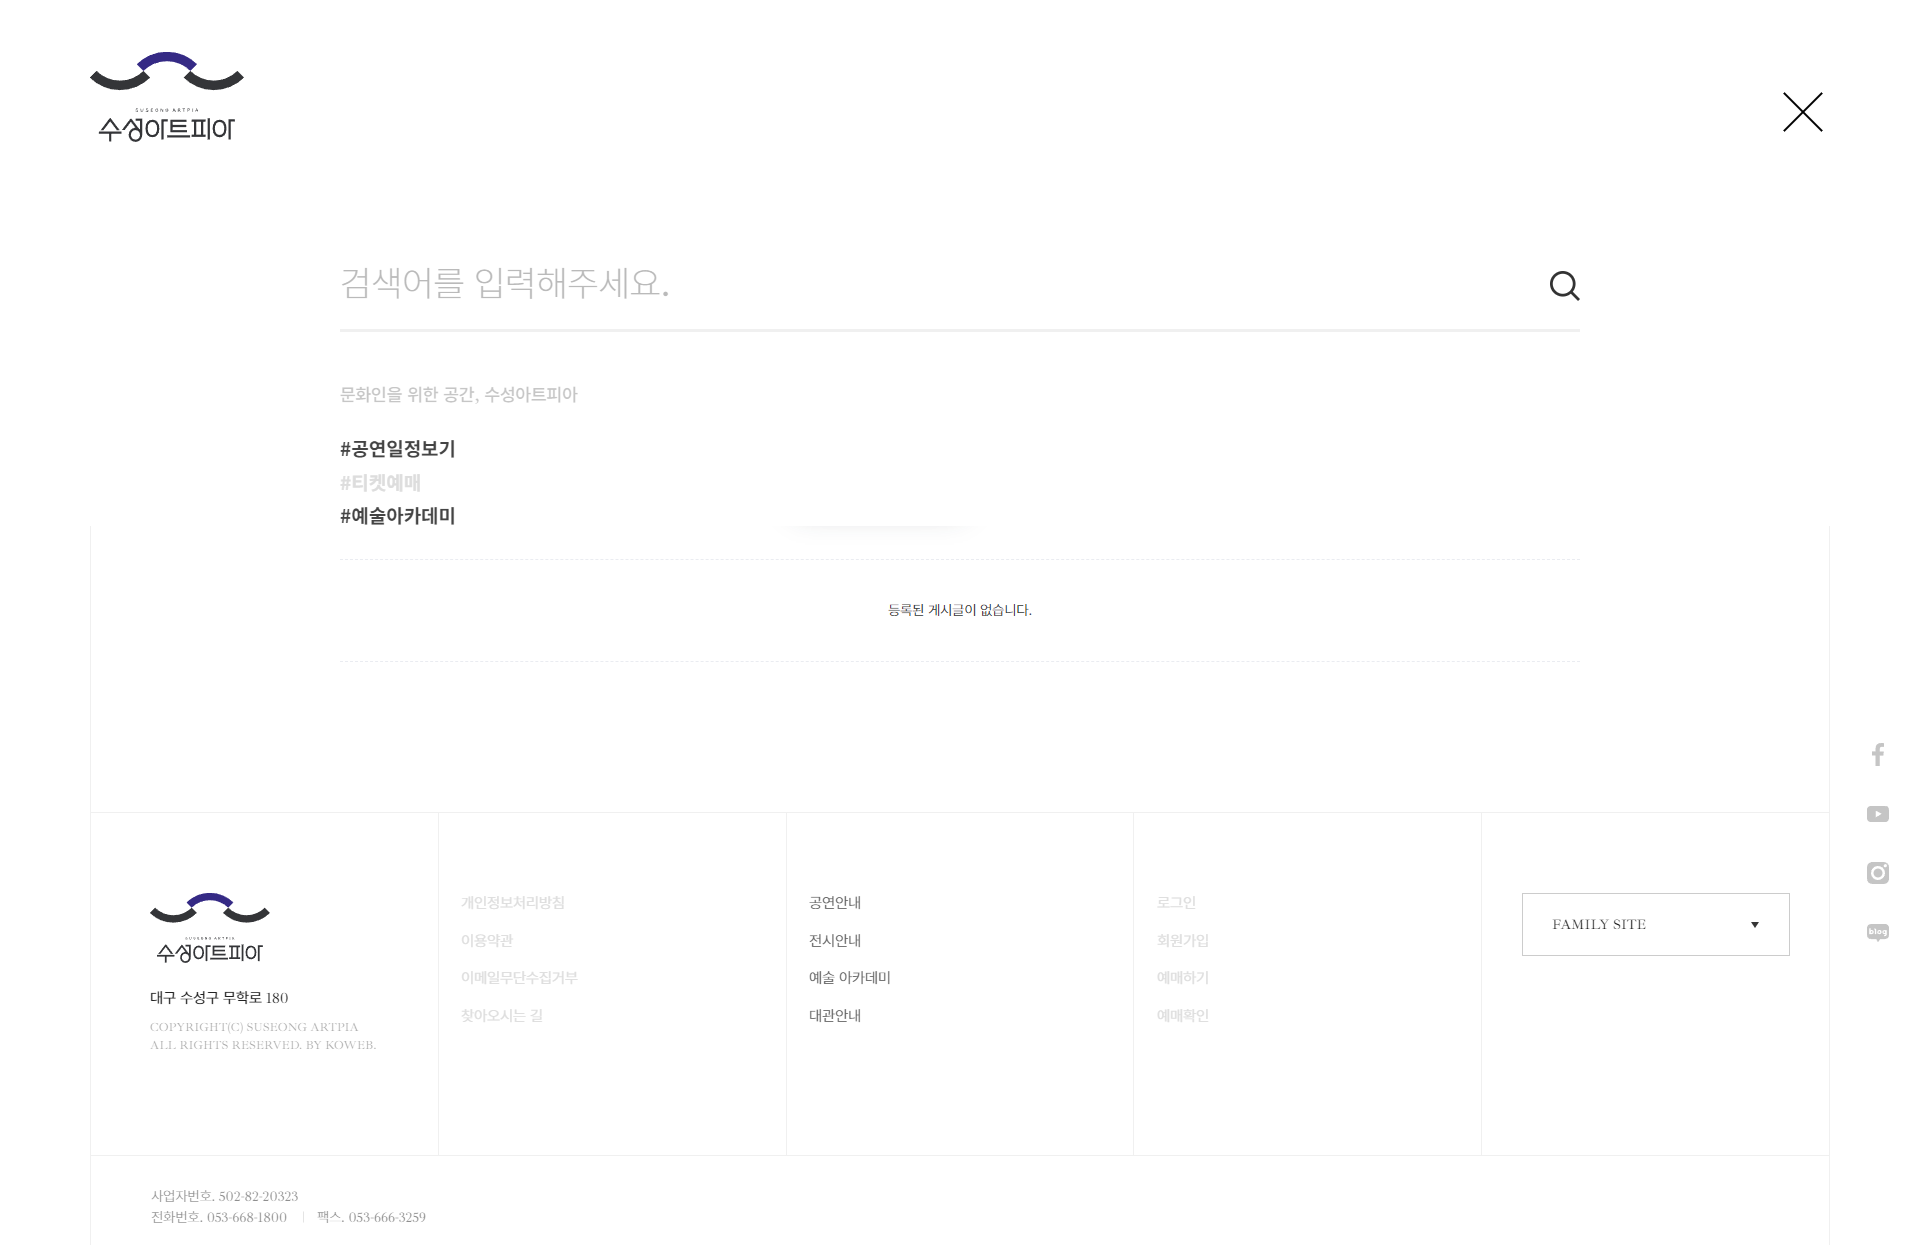 SUSEONG ARTPIA
수성아트피아
검색어를 입력해주세요.
문화인을 위한 공간, 수성아트피아
#공연일정보기
#티켓예매
#예술아카데미
등록된 게시글이 없습니다.
SUSEONG ARTPIA
수성아트피아
대구 수성구 무학로 180
COPYRIGHT(C) SUSEONG ARTPIA
ALL RIGHTS RESERVED. BY KOWEB.
개인정보처리방침
이용약관
이메일무단수집거부
찾아오시는 길
공연안내
전시안내
예술 아카데미
대관안내
로그인
회원가입
예매하기
예매확인
FAMILY SITE
blog
사업자번호. 502-82-20323
전화번호. 053-668-1800 | 팩스. 053-666-3259